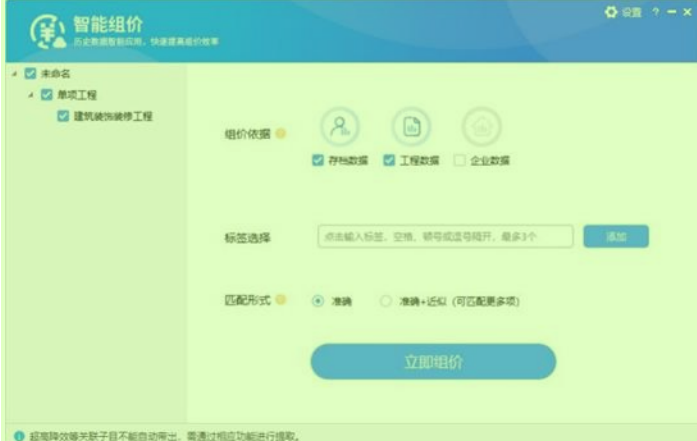 智能组价
历史数据智能应用，快速提高组价效率
设置 ?
未命名
单项工程
建筑装饰装修工程
组价依据
存档数据 工程数据 企业数据
标签选择 点击输入标签，空格、顿号或逗号隔开，最多3个 添加
匹配形式 准确 准确+近似（可匹配更多项）
立即组价
超高降效等关联子目不能自动带出，需通过相应功能进行提取。